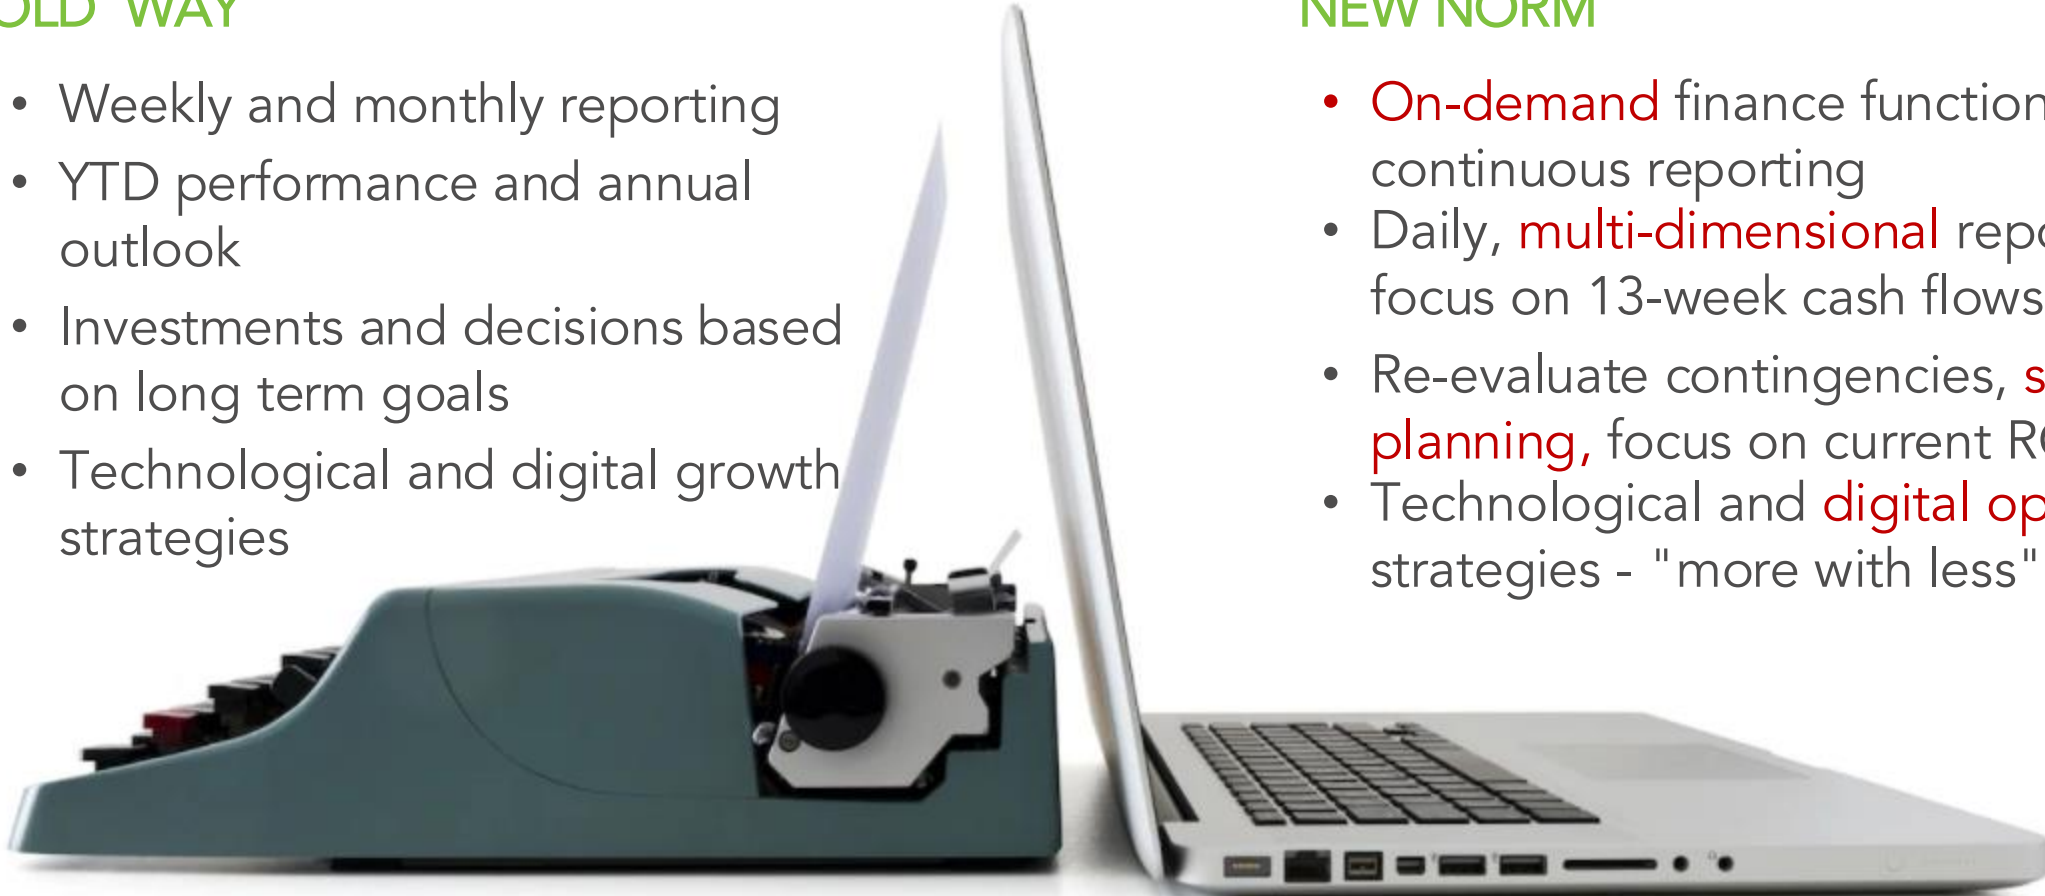 OLD WAY
• Weekly and monthly reporting
• YTD performance and annual
outlook
• Investments and decisions based
on long term goals
• Technological and digital growth
strategies
NEW NORM
• On-demand finance function
continuous reporting
• Daily, multi-dimensional
focus on 13-week cash flows
• Re-evaluate contingencies,
planning, focus on current
• Technological and digital
strategies - "more with less"